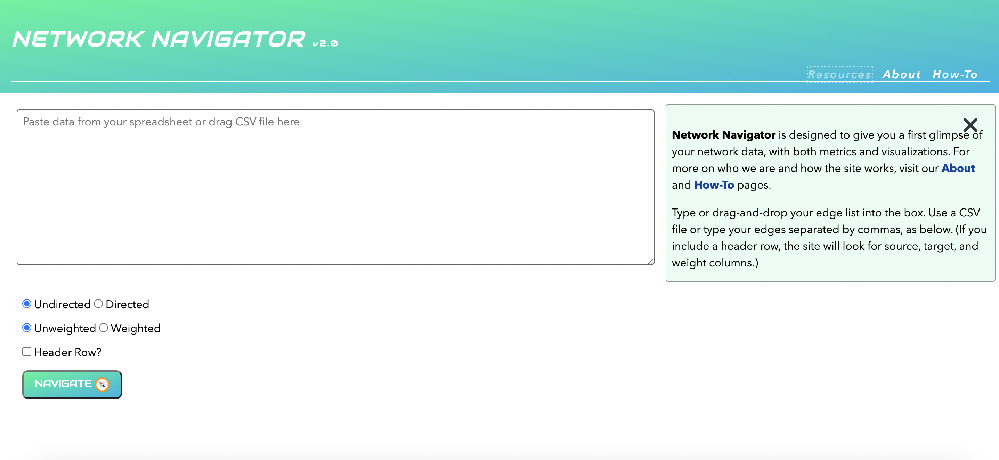 NETWORK NAVIGATOR v2.0
Resources About How-To
Paste data from your spreadsheet or drag CSV file here
Network Navigator is designed to give you a first glimpse of
your network data, with both metrics and visualizations. For
more on who we are and how the site works, visit our About
and How-To pages.
Type or drag-and-drop your edge list into the box. Use a CSV
file or type your edges separated by commas, as below. (If you
include a header row, the site will look for source, target, and
weight columns.)
Undirected Directed
Unweighted Weighted
Header Row?
NAVIGATE